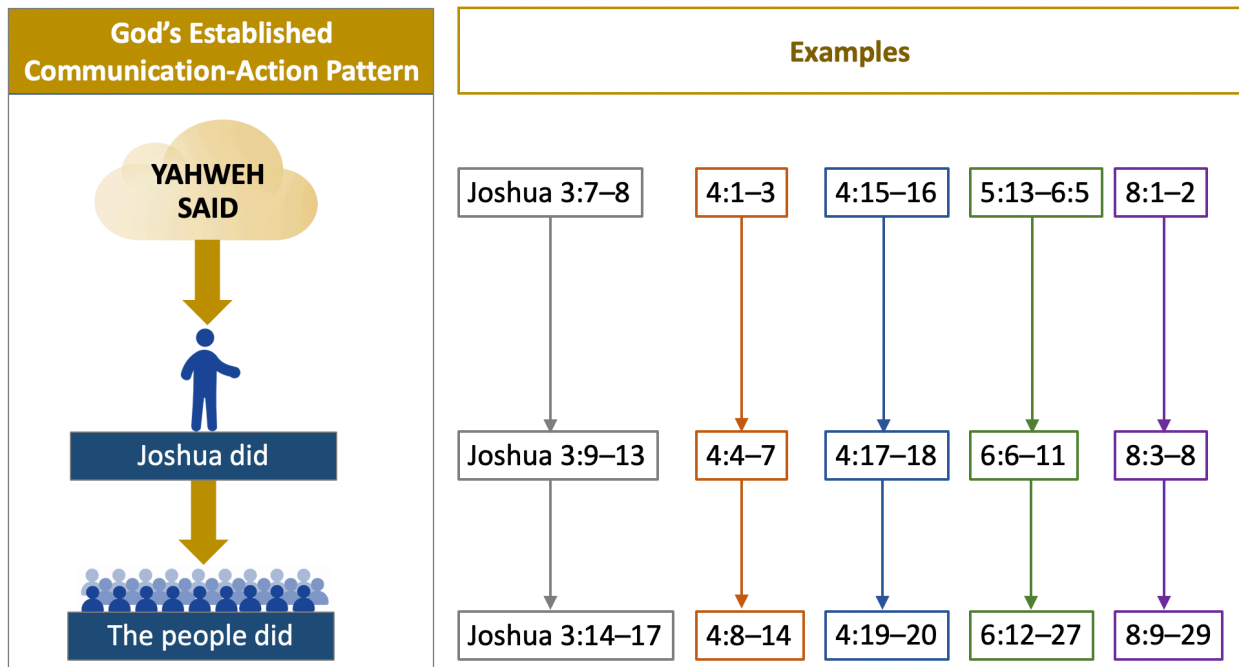 God’s Established
Communication-Action Pattern
Examples
YAHWEH
SAID
Joshua 3:7–8
4:1–3
4:15–16
5:13–6:5
8:1–2
Joshua did
Joshua 3:9–13
4:4–7
4:17–18
6:6–11
8:3–8
The people did
Joshua 3:14–17
4:8–14
4:19–20
6:12–27
8:9–29